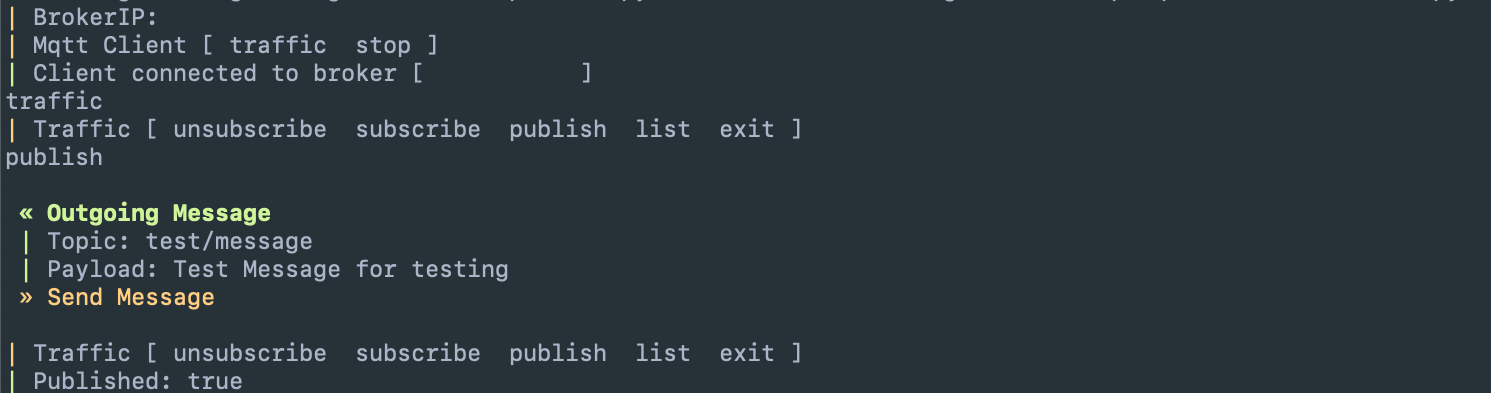 | BrokerIP:
| Mqtt Client [ traffic  stop ]
| Client connected to broker [           ]
traffic
| Traffic [ unsubscribe  subscribe  publish  list  exit ]
publish
« Outgoing Message
| Topic: test/message
| Payload: Test Message for testing
» Send Message
| Traffic [ unsubscribe  subscribe  publish  list  exit ]
| Published: true